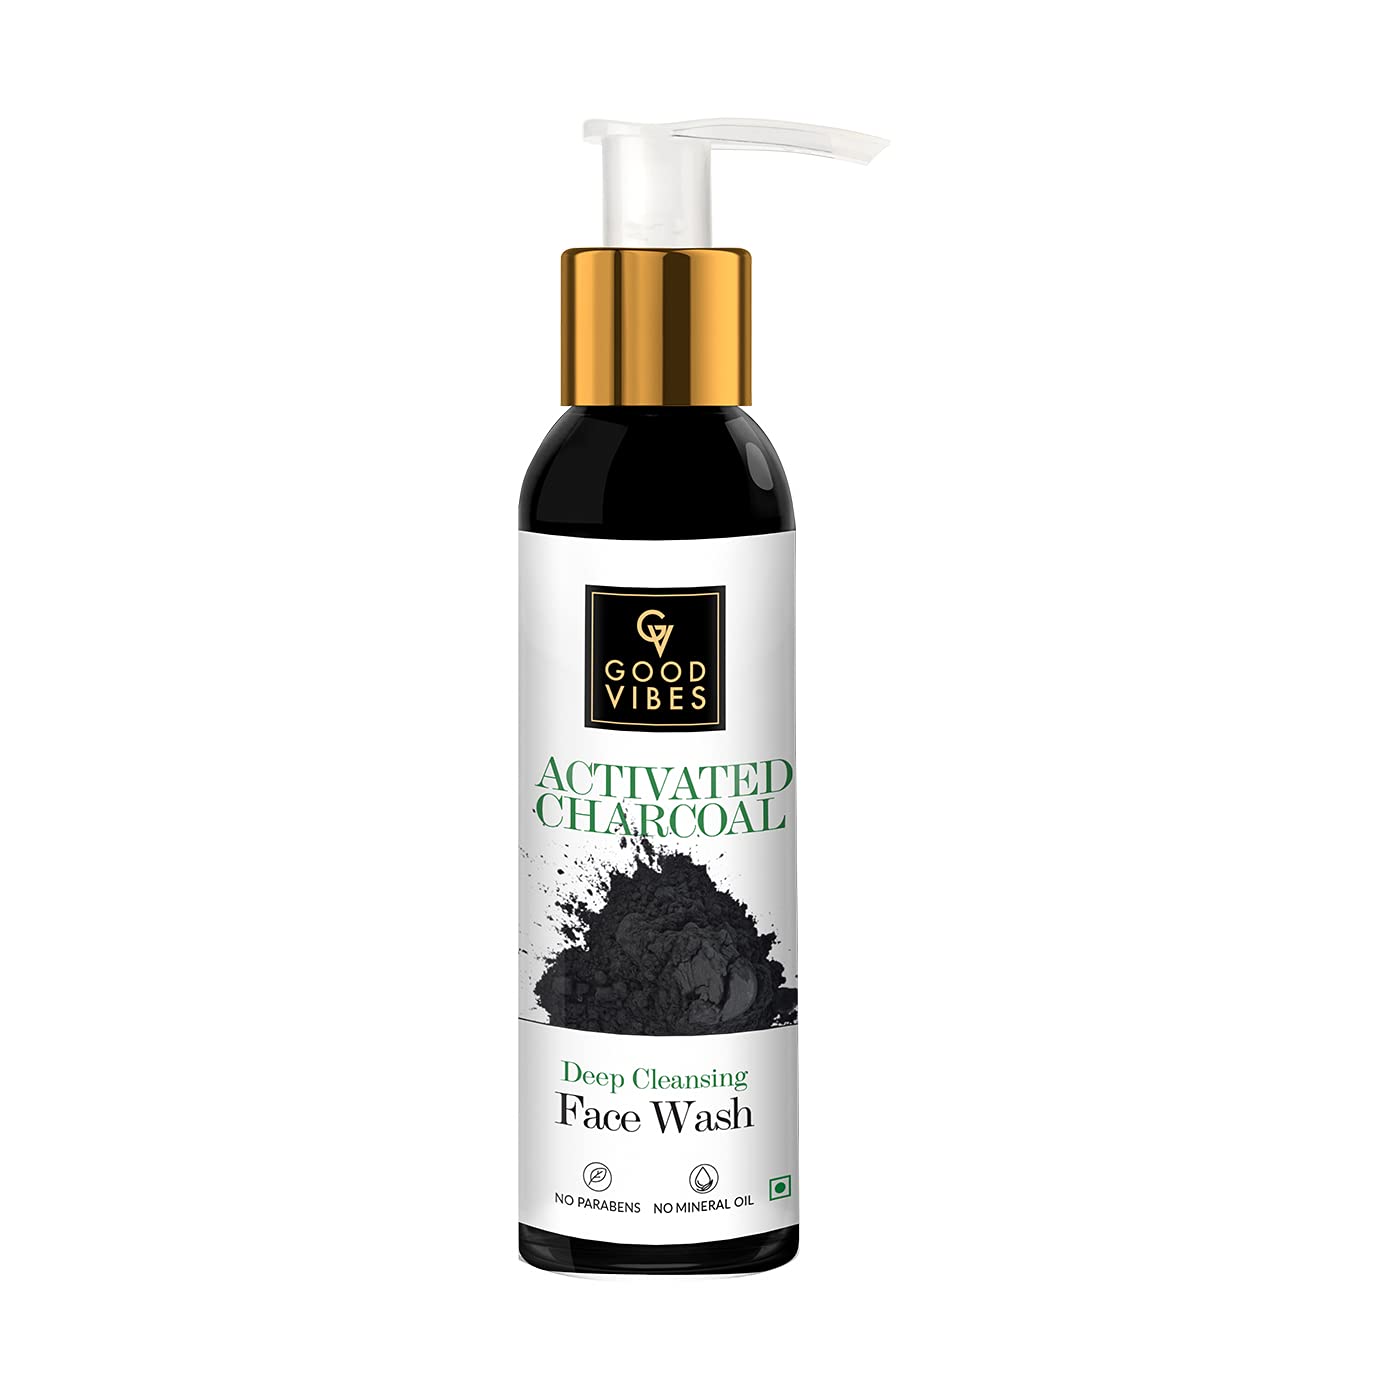 GV
GOOD
VIBES
ACTIVATED
CHARCOAL
Deep Cleansing
Face Wash
NO PARABENS NO MINERAL OIL